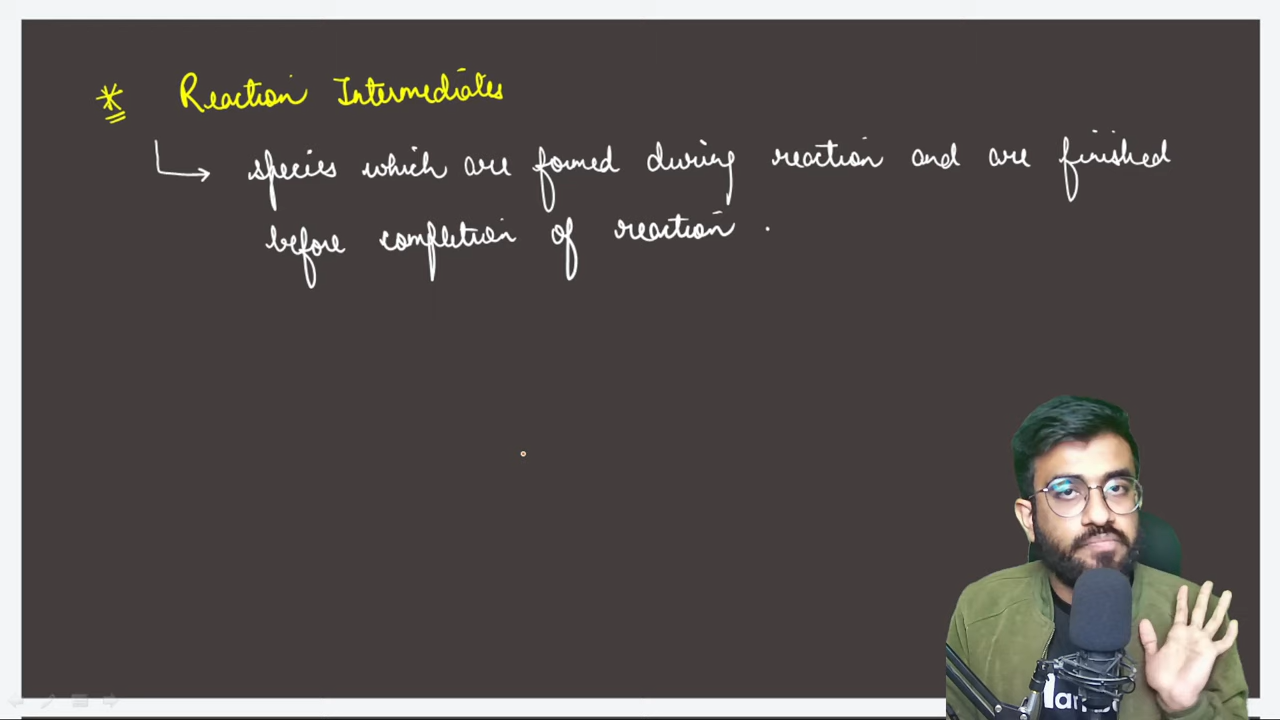 * Reaction Intermediates
↳ species which are formed during reaction and are finished
before completion of reaction .